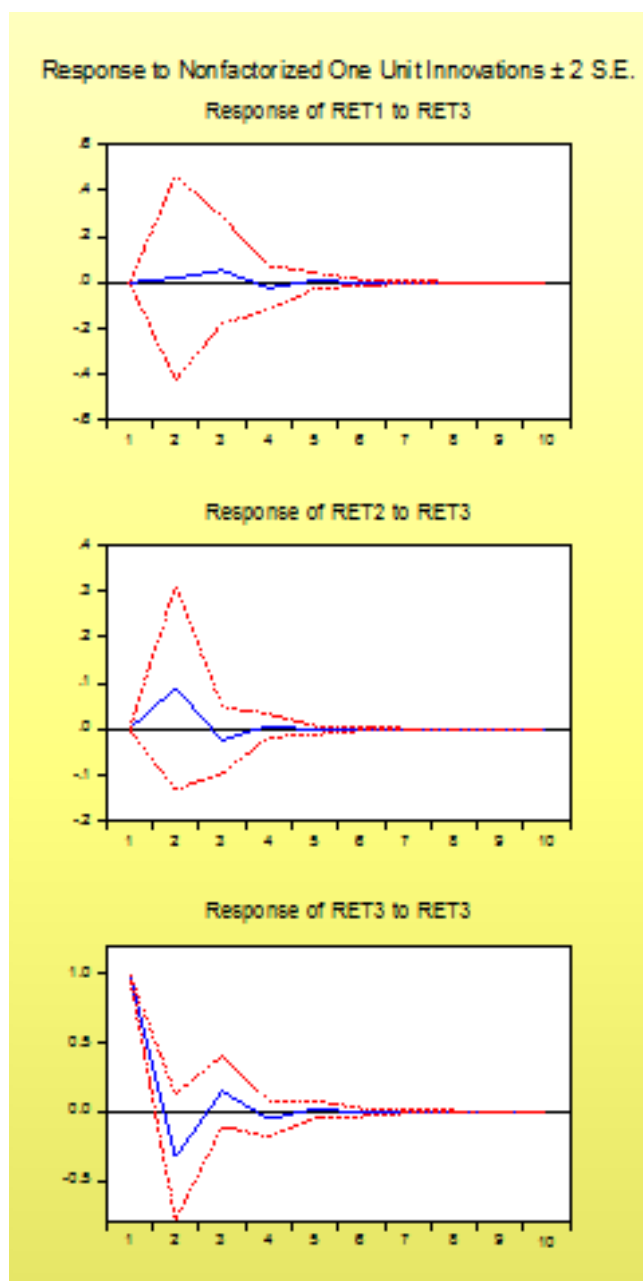 Response to Nonfactorized One Unit Innovations ± 2 S.E.
Response of RET1 to RET3
.6
.4
.2
.0
-.2
-.4
-.6
1 2 3 4 5 6 7 8 9 10
Response of RET2 to RET3
.4
.3
.2
.1
.0
-.1
-.2
1 2 3 4 5 6 7 8 9 10
Response of RET3 to RET3
1.0
0.5
0.0
-0.5
1 2 3 4 5 6 7 8 9 10